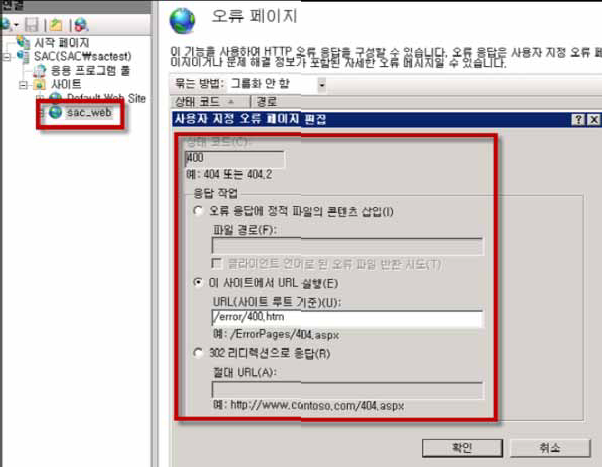 연결
시작 페이지
SAC(SAC\sactest)
응용 프로그램 풀
사이트
Default Web Site
sac_web
오류 페이지
이 기능을 사용하여 HTTP 오류 응답을 구성할 수 있습니다. 오류 응답은 사용자 지정 오류 페
이지이거나 문제 해결 정보가 포함된 자세한 오류 메시지일 수 있습니다.
묶는 방법: 그룹화 안 함
상태 코드 경로
사용자 지정 오류 페이지 편집
상태 코드(C):
400
예: 404 또는 404.2
응답 작업
오류 응답에 정적 파일의 콘텐츠 삽입(I)
파일 경로(F):
클라이언트 언어로 된 오류 파일 반환 시도(T)
이 사이트에서 URL 실행(E)
URL(사이트 루트 기준)(U):
/error/400.htm
예: /ErrorPages/404.aspx
302 리디렉션으로 응답(R)
절대 URL(A):
예: http://www.contoso.com/404.aspx
확인 취소